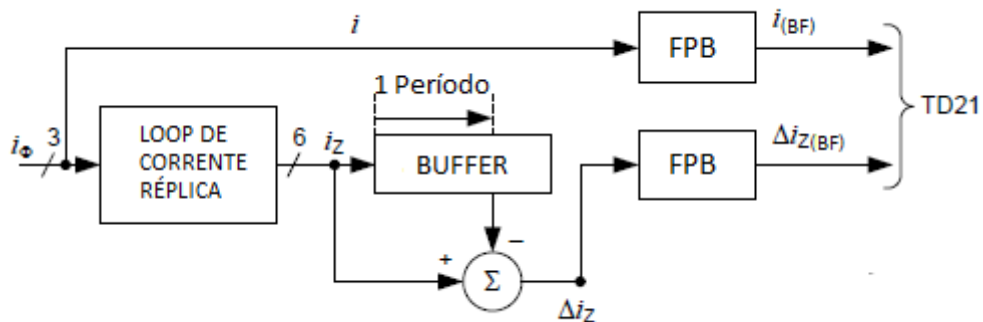 i
FPB
i(BF)
1 Período
TD21
iΦ
3
LOOP DE
CORRENTE
RÉPLICA
6
iZ
BUFFER
FPB
ΔiZ(BF)
−
+
Σ
ΔiZ